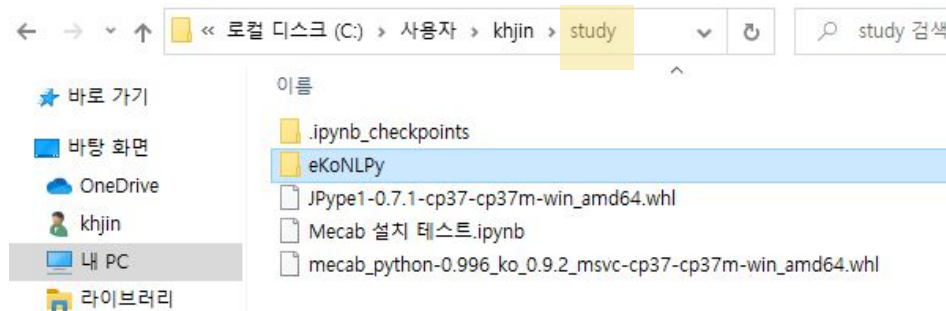 « 로컬 디스크 (C:) › 사용자 › khjin › study
study 검색
바로 가기
바탕 화면
OneDrive
khjin
내 PC
라이브러리
이름
.ipynb_checkpoints
eKoNLPy
JPype1-0.7.1-cp37-cp37m-win_amd64.whl
Mecab 설치 테스트.ipynb
mecab_python-0.996_ko_0.9.2_msvc-cp37-cp37m-win_amd64.whl